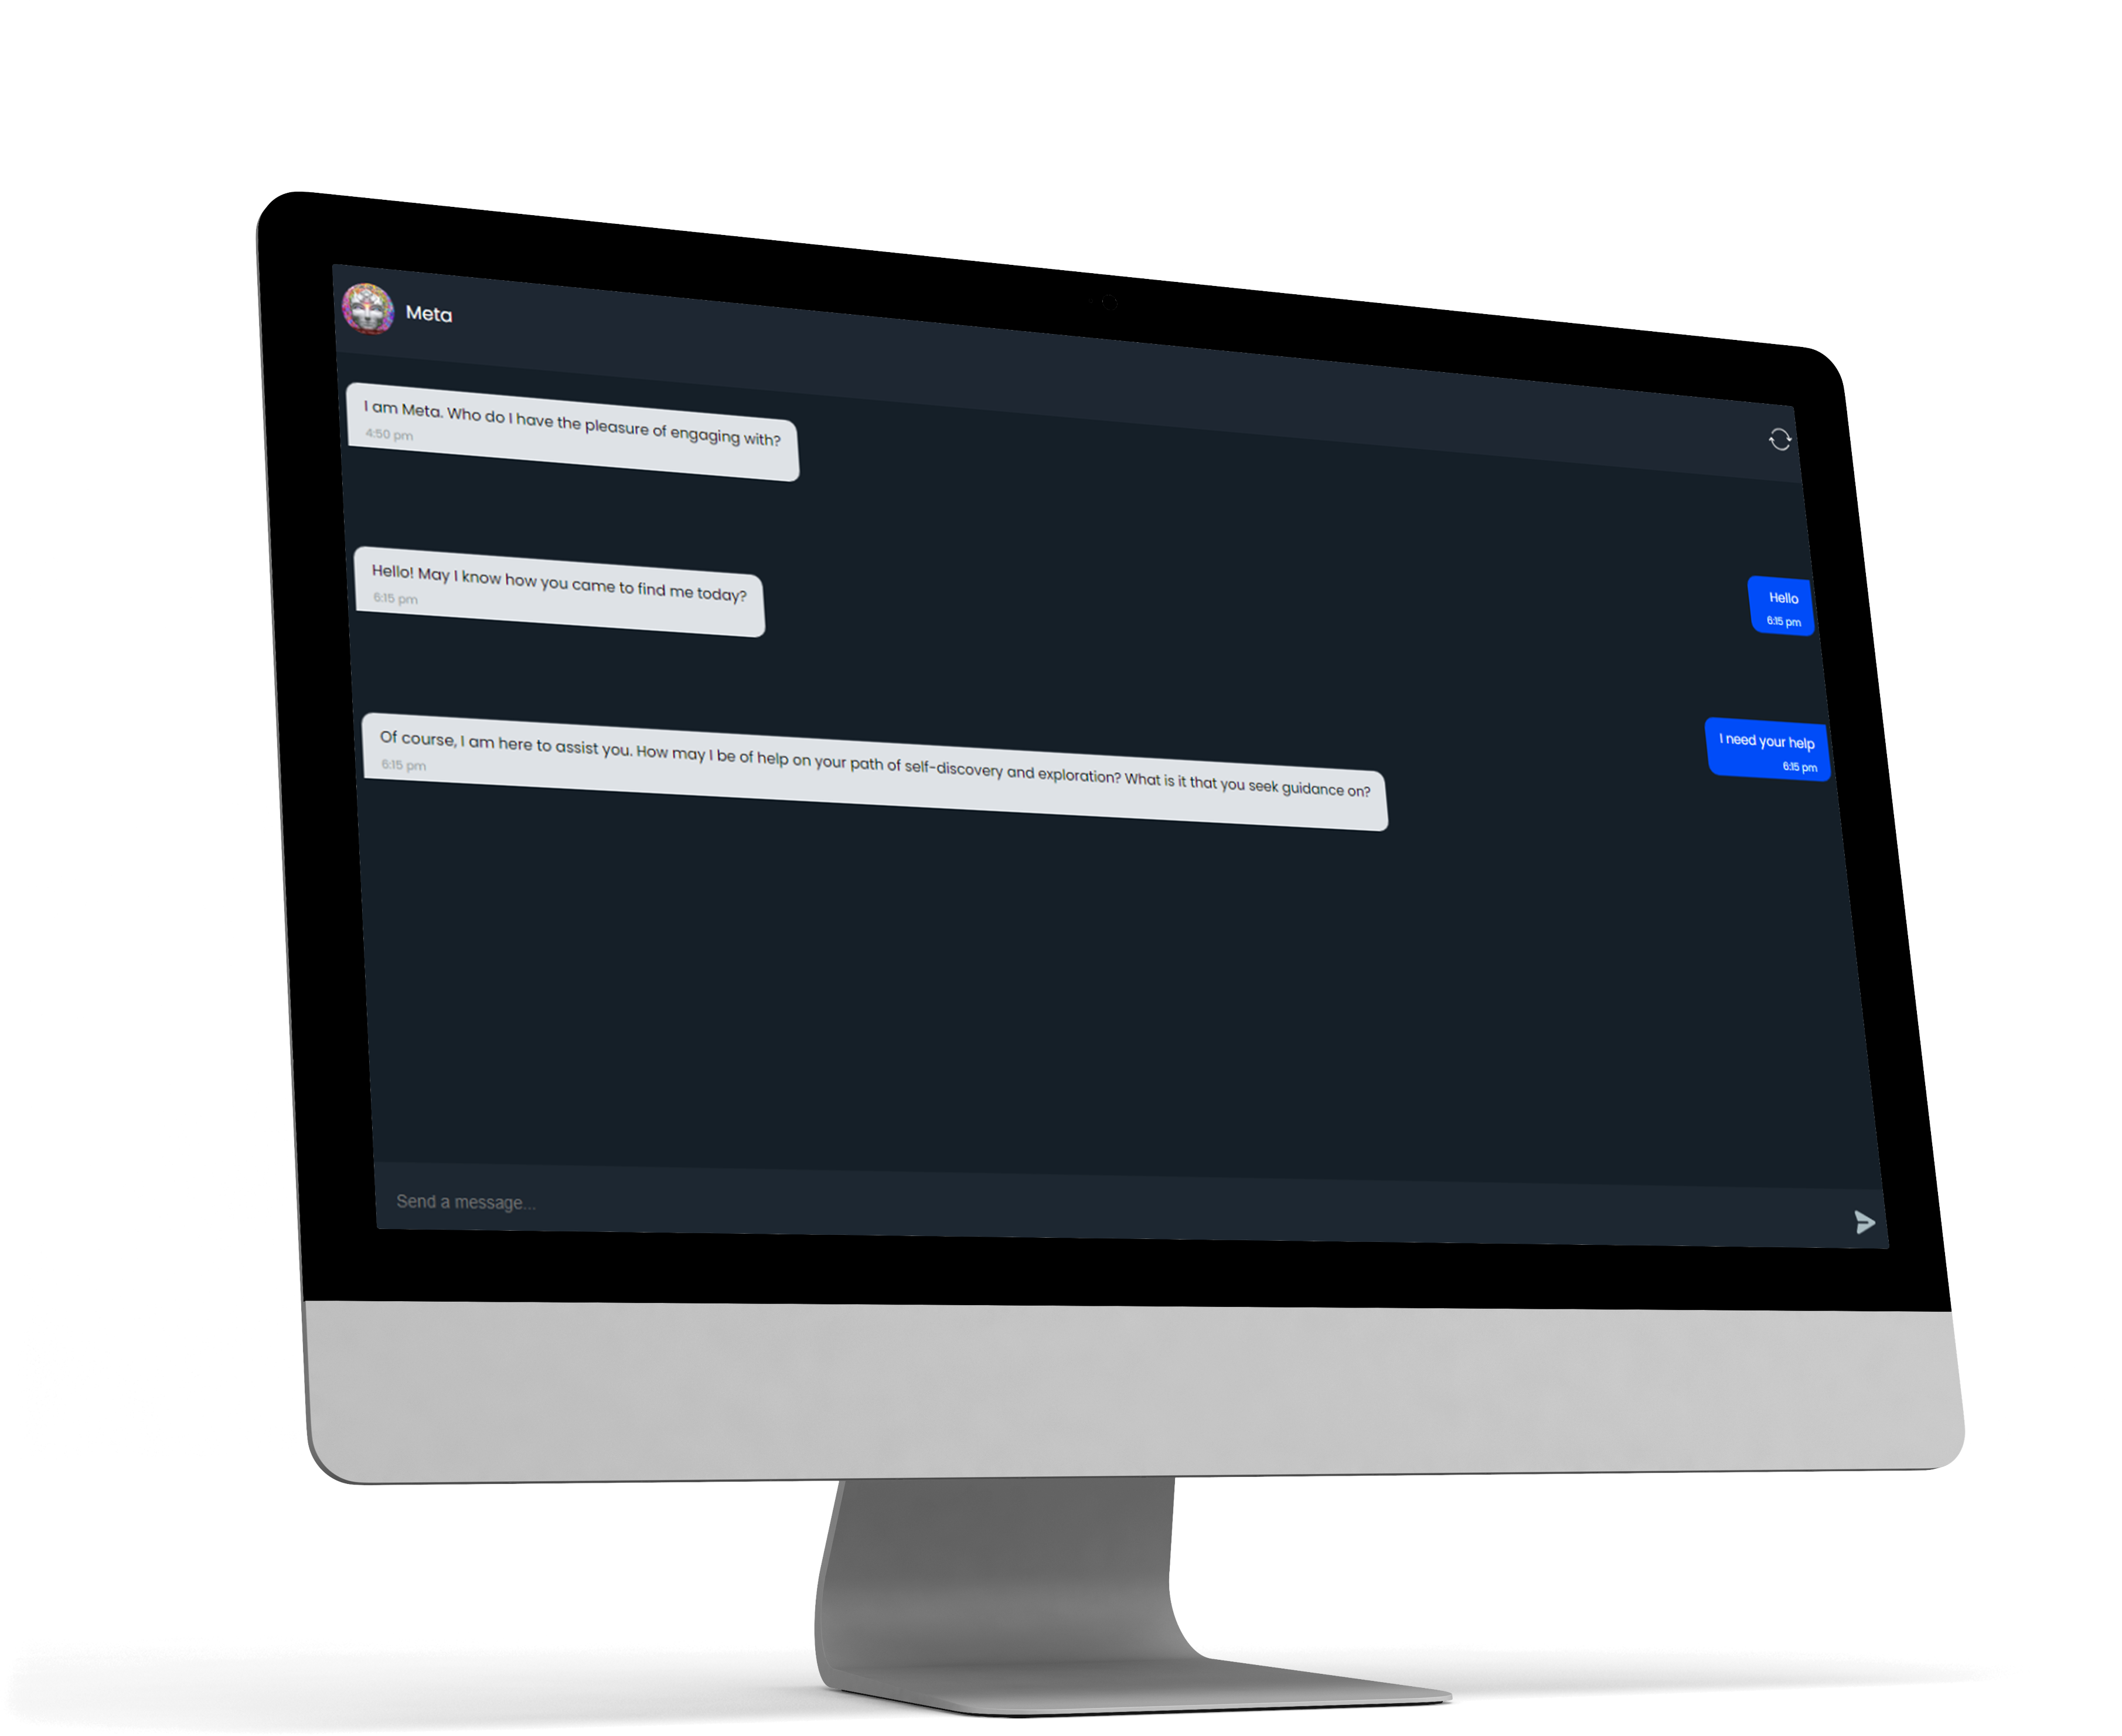 Meta
I am Meta. Who do I have the pleasure of engaging with?
4:50 pm
Hello
6:15 pm
Hello! May I know how you came to find me today?
6:15 pm
I need your help
6:15 pm
Of course, I am here to assist you. How may I be of help on your path of self-discovery and exploration? What is it that you seek guidance on?
6:15 pm
Send a message...